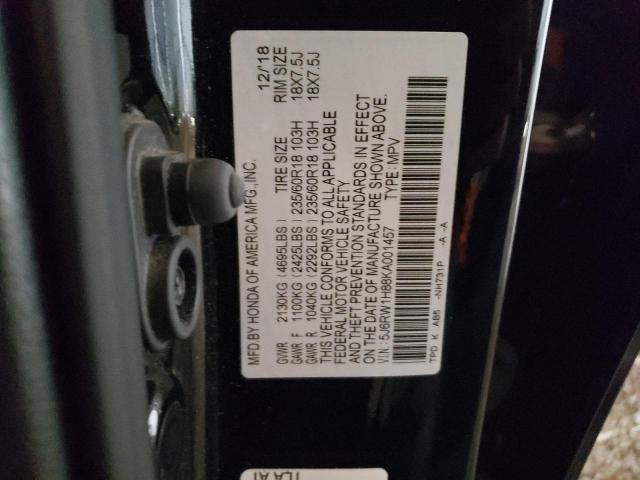 MFD.BY HONDA OF AMERICA MFG.,INC. 12/'18
GVWR 2130KG (4695LBS) TIRE SIZE RIM SIZE
GAWR F 1100KG (2425LBS) 235/60R18 103H 18X7.5J
GAWR R 1040KG (2292LBS) 235/60R18 103H 18X7.5J
THIS VEHICLE CONFORMS TO ALL APPLICABLE
FEDERAL MOTOR VEHICLE SAFETY
AND THEFT PREVENTION STANDARDS IN EFFECT
ON THE DATE OF MANUFACTURE SHOWN ABOVE.
V.I.N.: 5J6RW1H88KA001457 TYPE: MPV
TPD K AB5 -NH731P -A -A